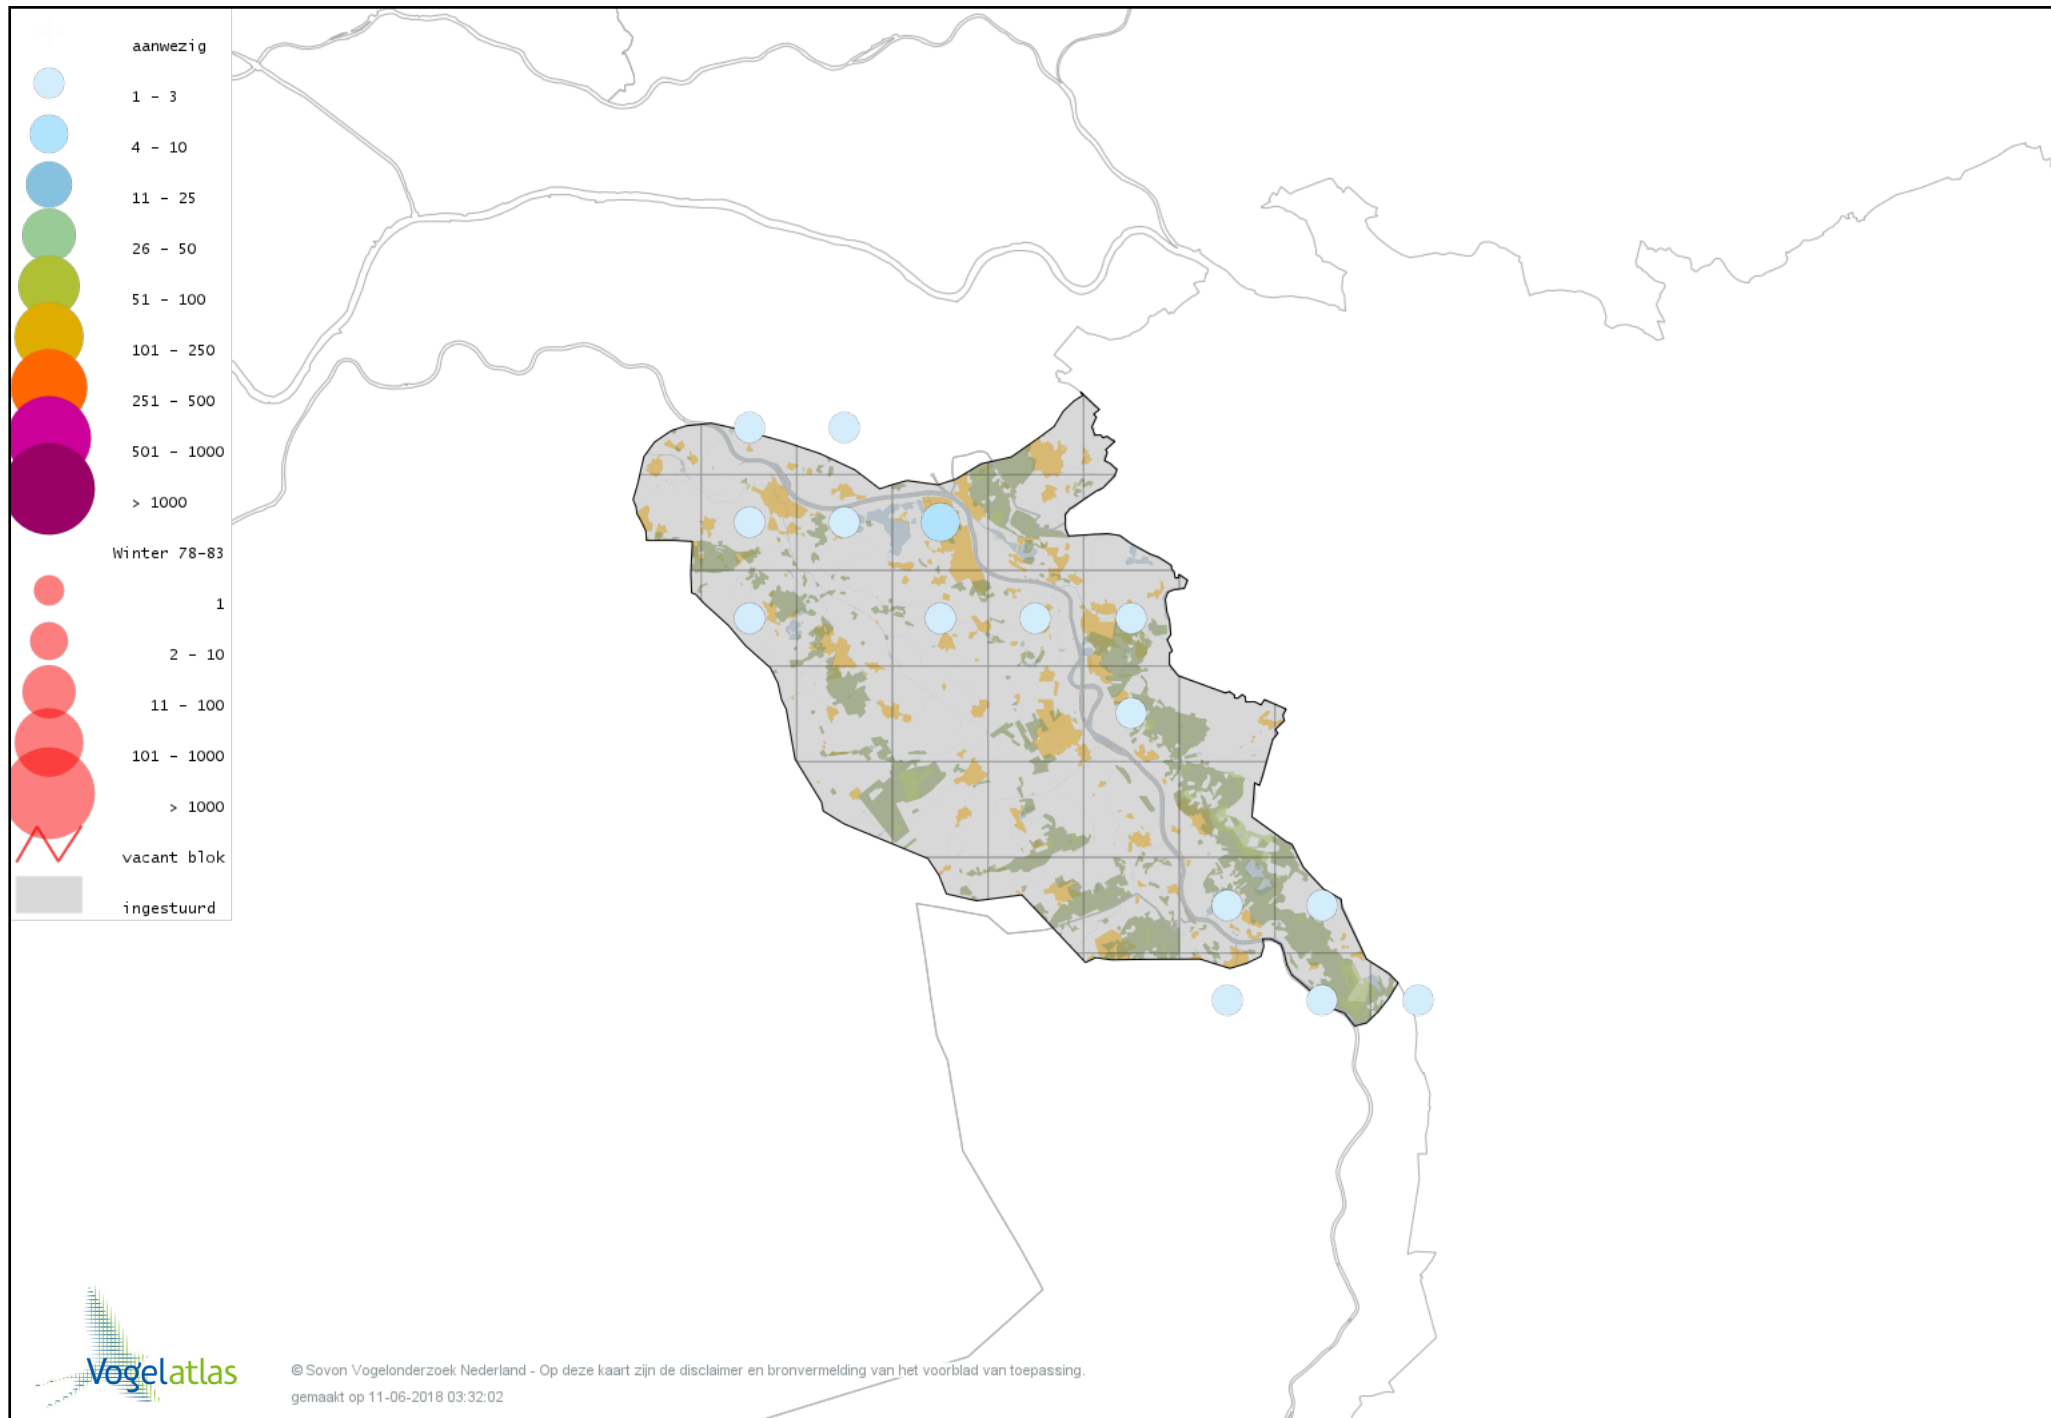 aanwezig
1 - 3
4 - 10
11 - 25
26 - 50
51 - 100
101 - 250
251 - 500
501 - 1000
> 1000
Winter 78-83
1
2 - 10
11 - 100
101 - 1000
> 1000
vacant blok
ingestuurd
Vogelatlas
© Sovon Vogelonderzoek Nederland - Op deze kaart zijn de disclaimer en bronvermelding van het voorblad van toepassing.
gemaakt op 11-06-2018 03:32:02